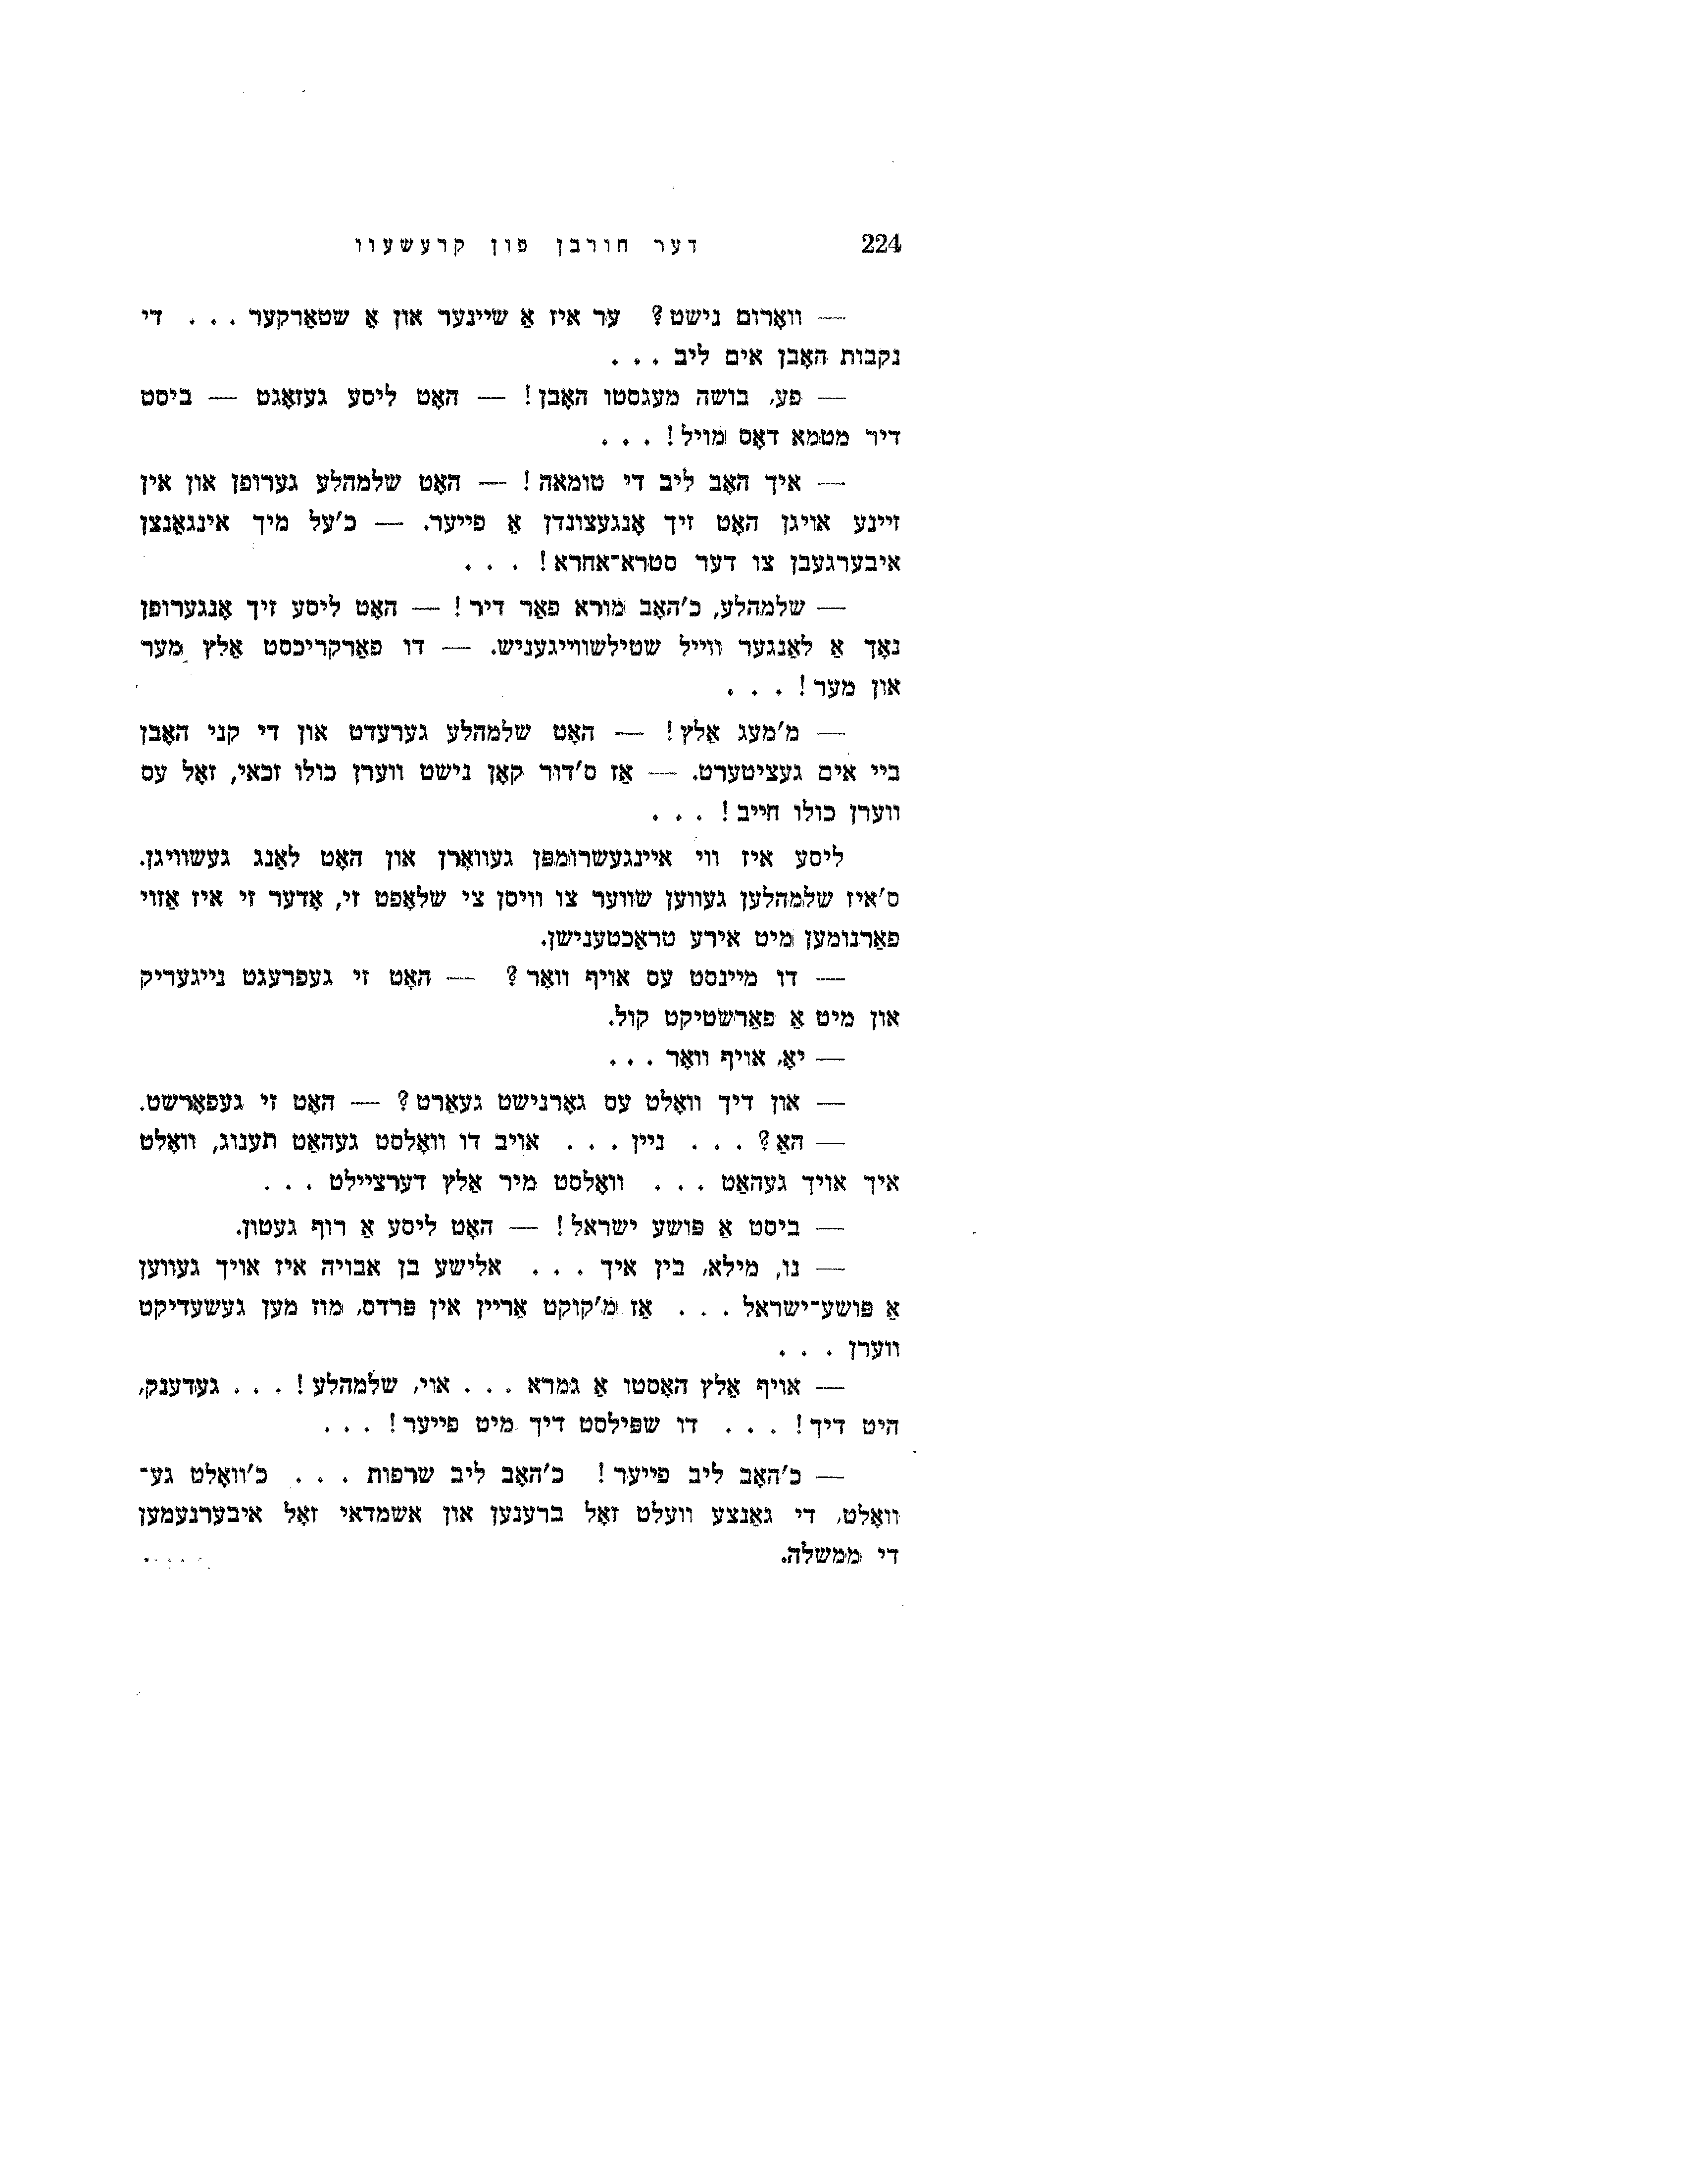 224 דער חורבן פון קרעשעוו
— וואָרום נישט? ער איז אַ שיינער און אַ שטאַרקער . . . די
נקבות האָבן אים ליב . . .
— פע, בושה מעגסטו האָבן! — האָט ליסע געזאָגט — ביסט
דיר מטמא דאָס מויל! . . .
— איך האָב ליב די טומאה! — האָט שלמהלע גערופן און אין
זיינע אויגן האָט זיך אָנגעצונדן אַ פייער. — כ'על מיך אינגאַנצן
איבערגעבן צו דער סטרא־אחרא! . . .
— שלמהלע, כ'האָב מורא פאַר דיר! — האָט ליסע זיך אָנגערופן
נאָך אַ לאַנגער ווייל שטילשווייגעניש. — דו פאַרקריכסט אַלץ מער
און מער! . . .
— מ'מעג אַלץ! — האָט שלמהלע גערעדט און די קני האָבן
ביי אים געציטערט. — אַז ס'דור קאָן נישט ווערן כולו זכאי, זאָל עס
ווערן כולו חייב! . . .
ליסע איז ווי איינגעשרומפּן געוואָרן און האָט לאַנג געשוויגן.
ס'איז שלמהלען געווען שווער צו וויסן צי שלאָפט זי, אָדער זי איז אַזוי
פאַרנומען מיט אירע טראַכטענישן.
— דו מיינסט עס אויף וואָר? — האָט זי געפרעגט נייגעריק
און מיט אַ פאַרשטיקט קול.
— יאָ, אויף וואָר . . .
— און דיך וואָלט עס גאָרנישט געאַרט? — האָט זי געפאָרשט.
— האַ? . . . ניין . . . אויב דו וואָלסט געהאַט תענוג, וואָלט
איך אויך געהאַט . . . וואָלסט מיר אַלץ דערציילט . . .
— ביסט אַ פּושע ישראל! — האָט ליסע אַ רוף געטון.
— נו, מילא, בין איך . . . אלישע בן אבויה איז אויך געווען
אַ פּושע־ישראל . . . אַז מ'קוקט אַריין אין פּרדס, מוז מען געשעדיקט
ווערן . . .
— אויף אַלץ האָסטו אַ גמרא . . . אוי, שלמהלע! . . . געדענק,
היט דיך! . . . דו שפּילסט דיך מיט פייער! . . .
— כ'האָב ליב פייער! כ'האָב ליב שרפות . . . כ'וואָלט גע־
וואָלט, די גאַנצע וועלט זאָל ברענען און אשמדאי זאָל איבערנעמען
די ממשלה.